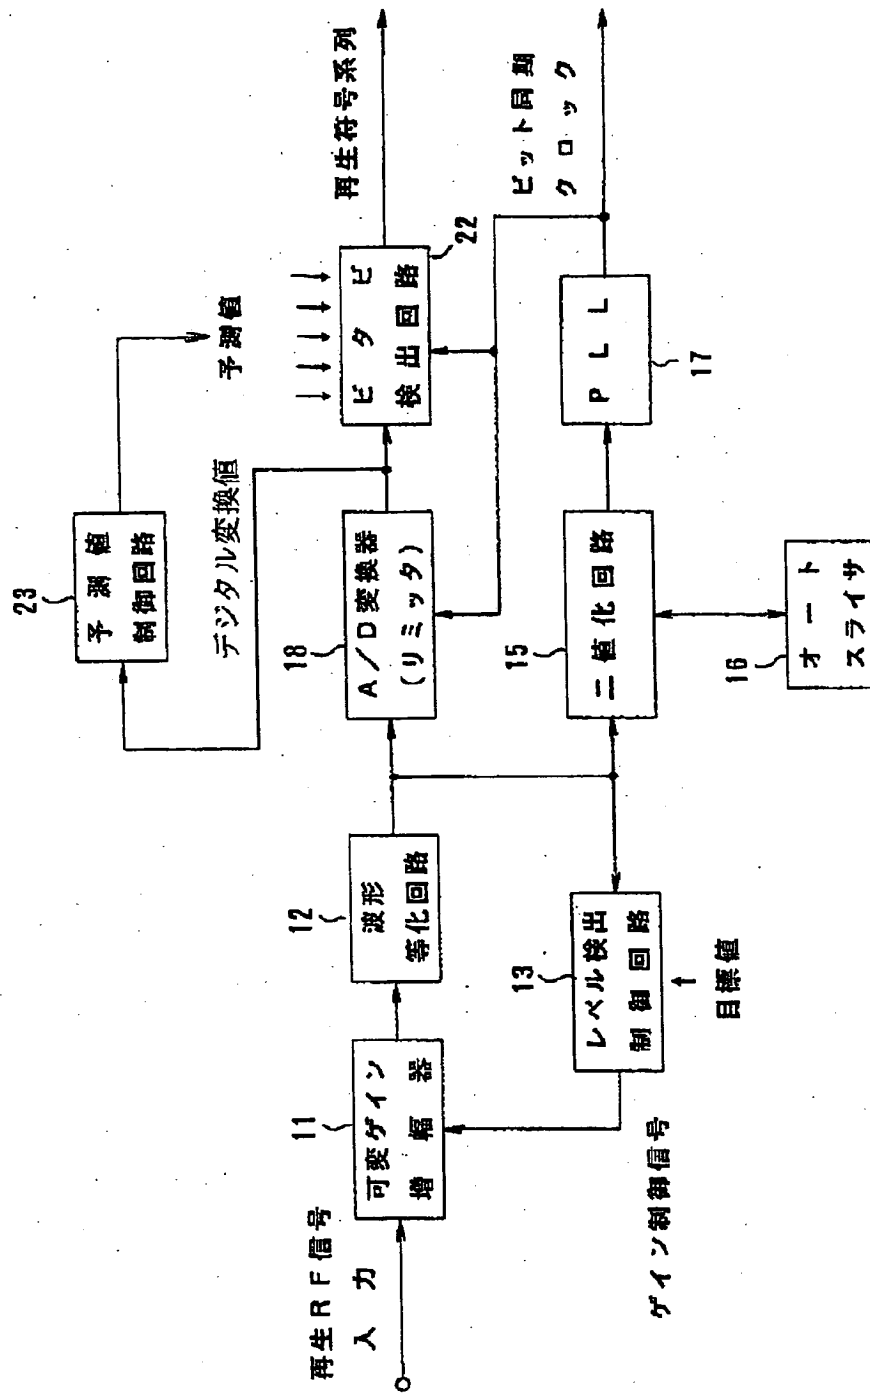 再生RF信号
入力
11
可変ゲイン
増幅器
12
波形
等化回路
13
レベル検出
制御回路
目標値
ゲイン制御信号
18
A/D変換器
(リミッタ)
デジタル変換値
23
予測値
制御回路
予測値
ビタビ
検出回路
22
再生符号系列
15
二値化回路
16
オート
スライサ
PLL
17
ビット同期
クロック